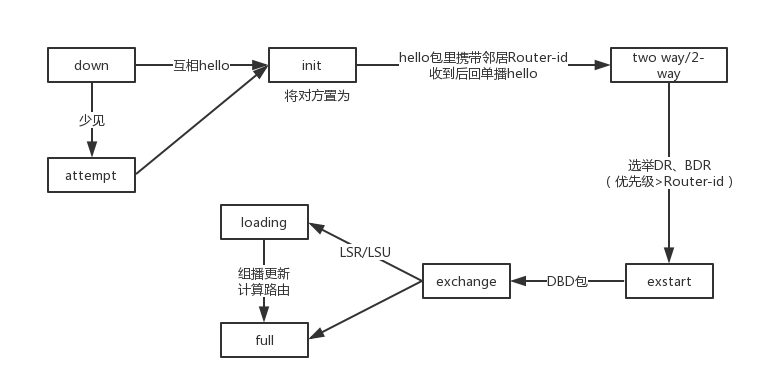 down
互相hello
init
hello包里携带邻居Router-id
收到后回单播hello
two way/2-
way
将对方置为
少见
attempt
选举DR、BDR
（优先级>Router-id）
loading
LSR/LSU
组播更新
计算路由
exchange
DBD包
exstart
full